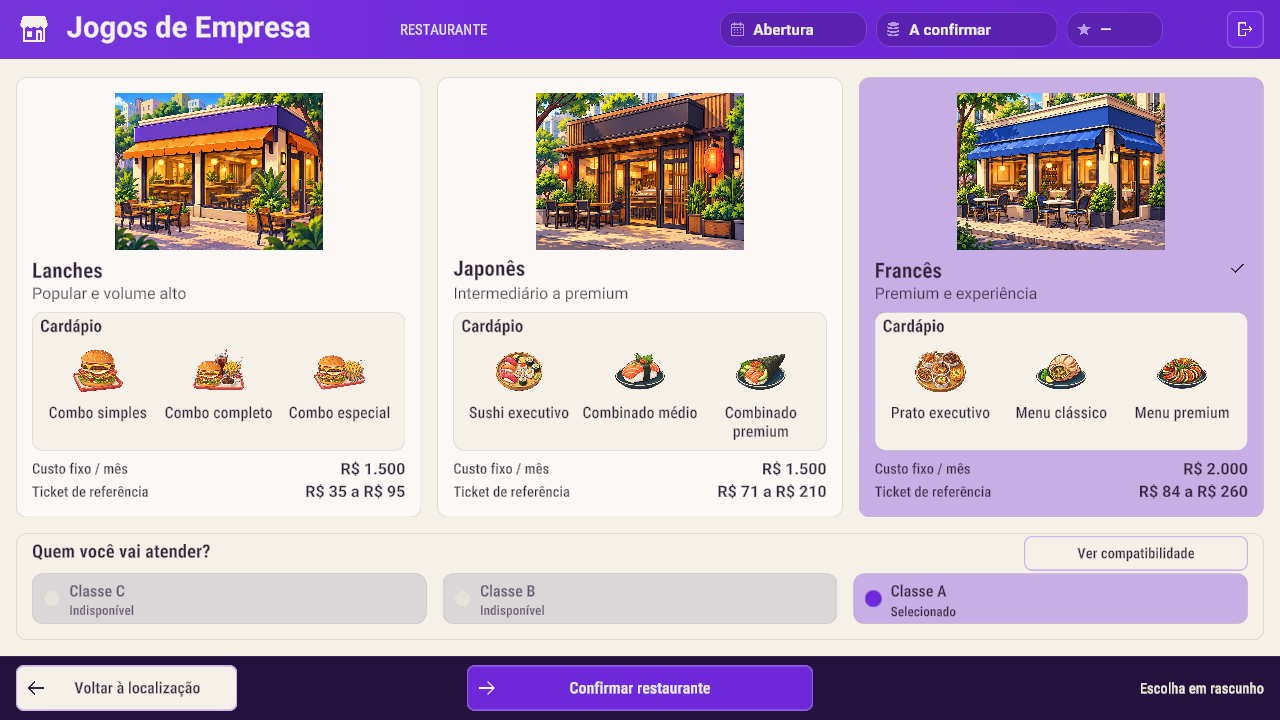 Jogos de Empresa
RESTAURANTE
Abertura
A confirmar
—
Lanches
Popular e volume alto
Cardápio
Combo simples
Combo completo
Combo especial
Custo fixo / mês
R$ 1.500
Ticket de referência
R$ 35 a R$ 95
Japonês
Intermediário a premium
Cardápio
Sushi executivo
Combinado médio
Combinado
premium
Custo fixo / mês
R$ 1.500
Ticket de referência
R$ 71 a R$ 210
Francês
Premium e experiência
Cardápio
Prato executivo
Menu clássico
Menu premium
Custo fixo / mês
R$ 2.000
Ticket de referência
R$ 84 a R$ 260
Quem você vai atender?
Ver compatibilidade
Classe C
Indisponível
Classe B
Indisponível
Classe A
Selecionado
Voltar à localização
Confirmar restaurante
Escolha em rascunho